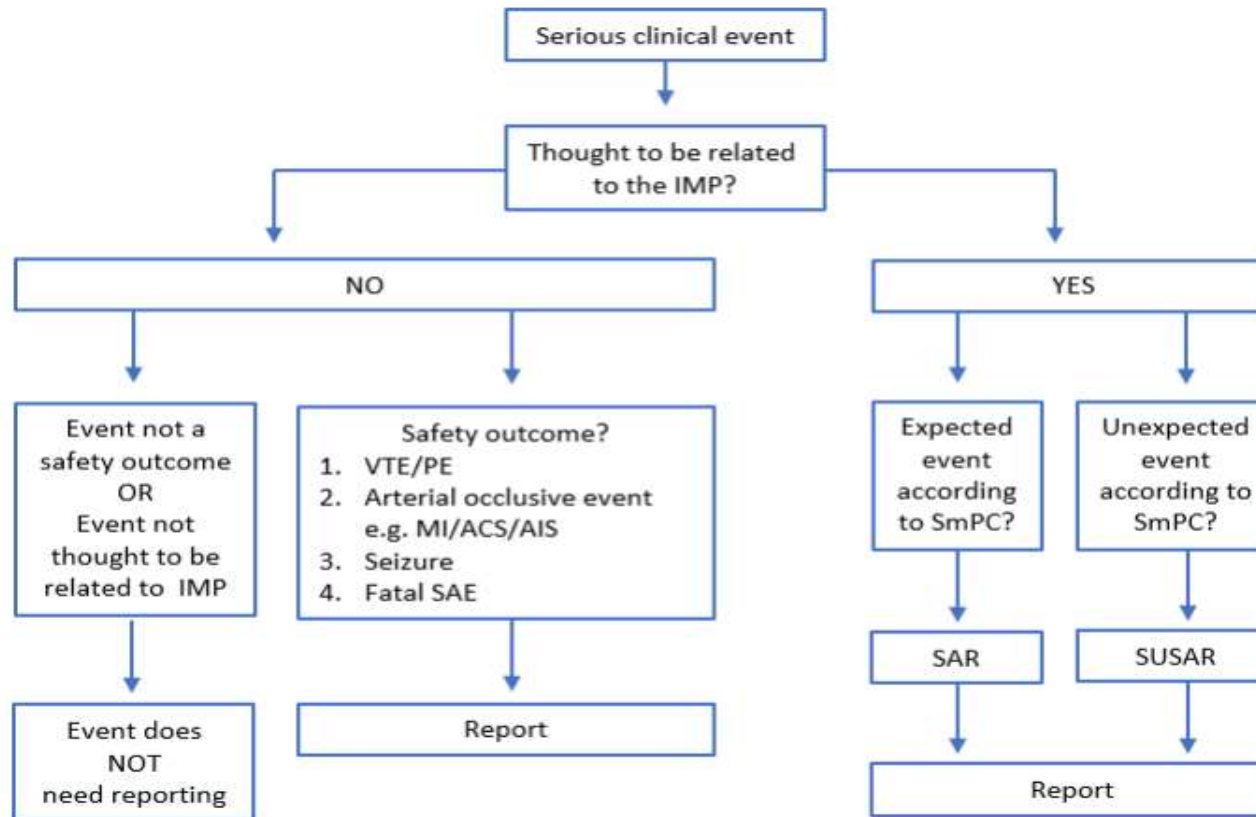 Serious clinical event
Thought to be related
to the IMP?
NO
YES
Event not a
safety outcome
OR
Event not
thought to be
related to IMP
Safety outcome?
1. VTE/PE
2. Arterial occlusive event
e.g. MI/ACS/AIS
3. Seizure
4. Fatal SAE
Expected
event
according
to SmPC?
Unexpected
event
according to
SmPC?
SAR
SUSAR
Event does
NOT
need reporting
Report
Report